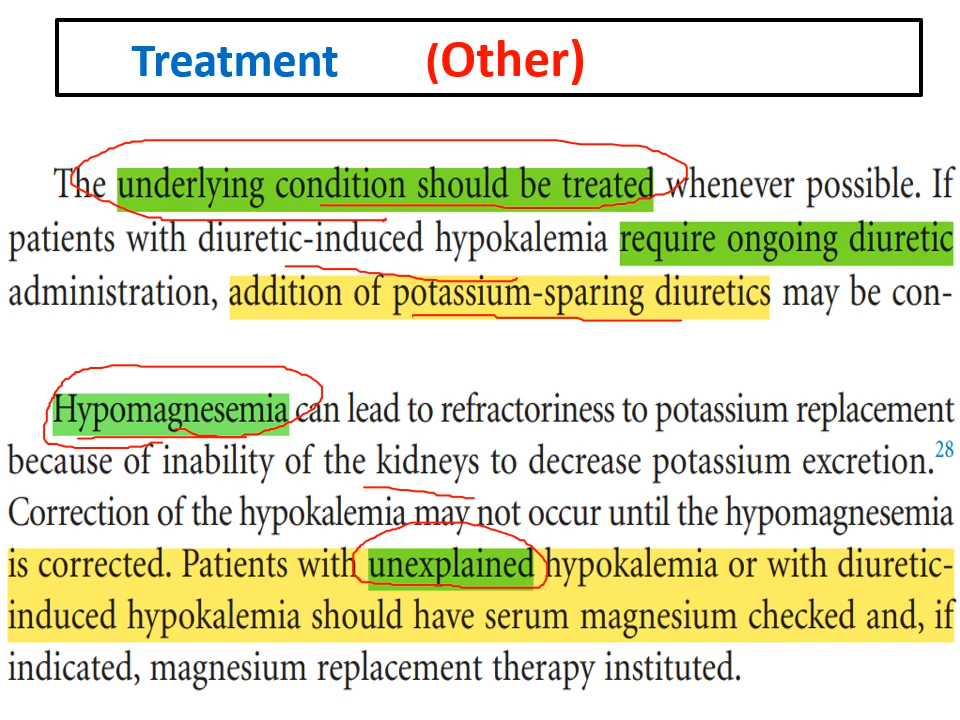 Treatment (Other)
The underlying condition should be treated whenever possible. If
patients with diuretic-induced hypokalemia require ongoing diuretic
administration, addition of potassium-sparing diuretics may be con-
Hypomagnesemia can lead to refractoriness to potassium replacement
because of inability of the kidneys to decrease potassium excretion.28
Correction of the hypokalemia may not occur until the hypomagnesemia
is corrected. Patients with unexplained hypokalemia or with diuretic-
induced hypokalemia should have serum magnesium checked and, if
indicated, magnesium replacement therapy instituted.